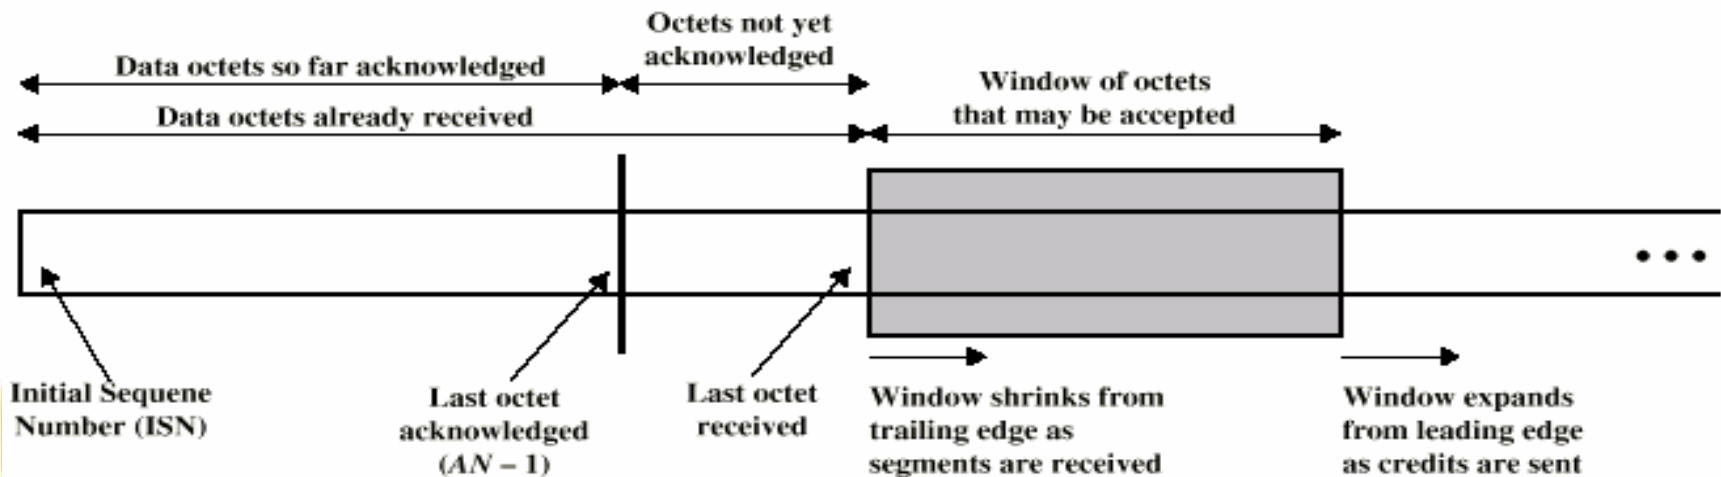 Octets not yet
acknowledged
Data octets so far acknowledged
Window of octets
that may be accepted
Data octets already received
• • •
Initial Sequene
Number (ISN)
Last octet
acknowledged
(AN – 1)
Last octet
received
Window shrinks from
trailing edge as
segments are received
Window expands
from leading edge
as credits are sent